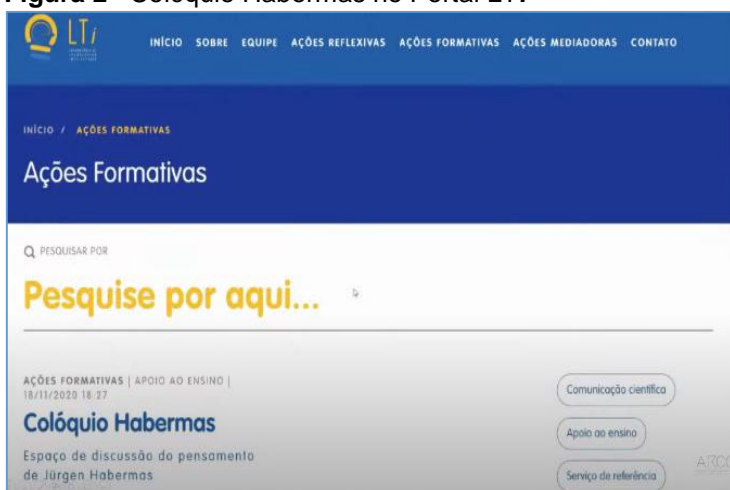 Figura 2 - Colóquio Habermas no Portal LTi
LTi
INÍCIO SOBRE EQUIPE AÇÕES REFLEXIVAS AÇÕES FORMATIVAS AÇÕES MEDIADORAS CONTATO
INÍCIO / AÇÕES FORMATIVAS
Ações Formativas
PESQUISAR POR
Pesquise por aqui...
AÇÕES FORMATIVAS | APOIO AO ENSINO |
18/11/2020 18:27
Colóquio Habermas
Espaço de discussão do pensamento
de Jürgen Habermas
Comunicação científica
Apoio ao ensino
Serviço de referência